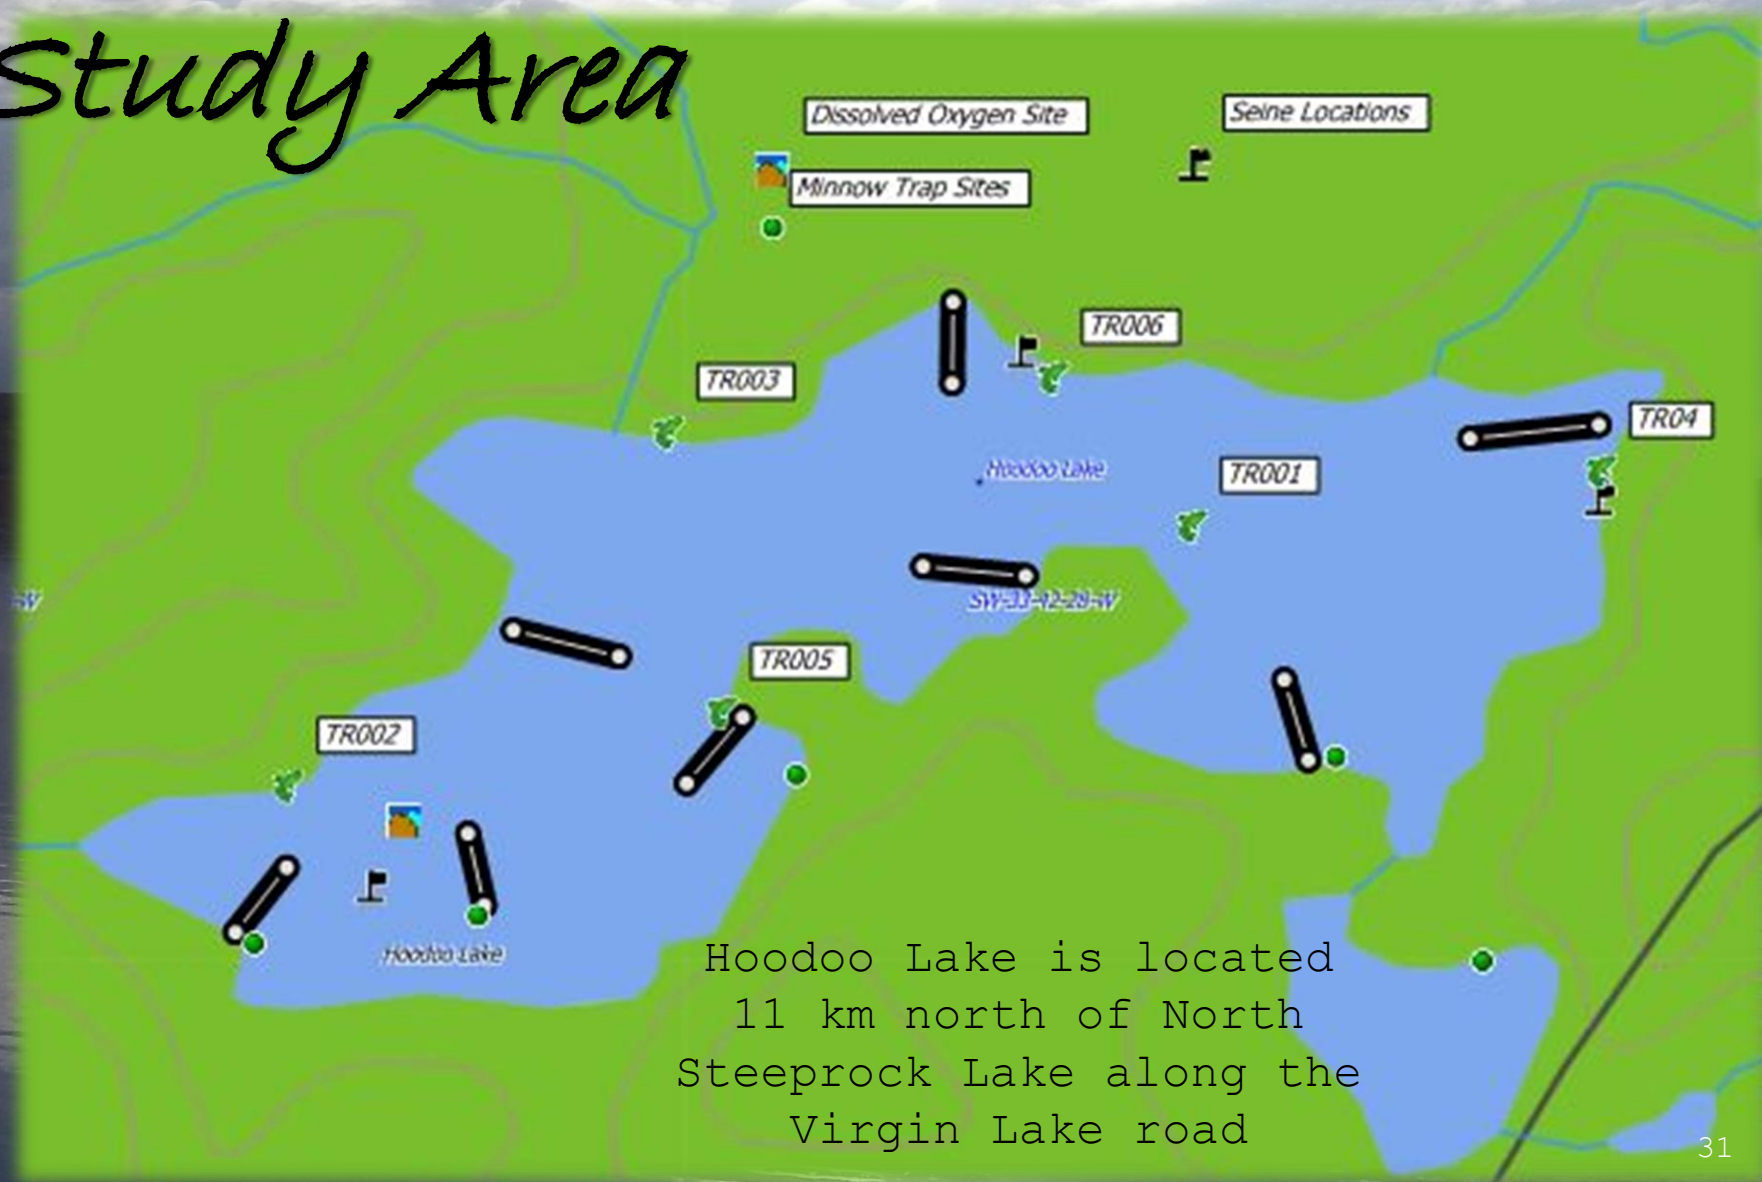 Study Area
Dissolved Oxygen Site
Seine Locations
Minnow Trap Sites
TR006
TR003
TR04
Hoodoo Lake
TR001
-W
SW-33-42-28-W
TR005
TR002
Hoodoo Lake
Hoodoo Lake is located
11 km north of North
Steeprock Lake along the
Virgin Lake road
31